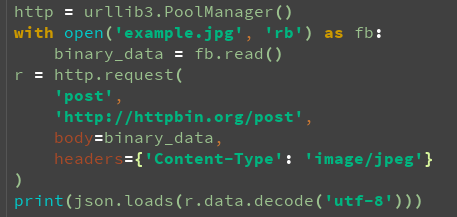 http = urllib3.PoolManager()
with open('example.jpg', 'rb') as fb:
    binary_data = fb.read()
r = http.request(
    'post',
    'http://httpbin.org/post',
    body=binary_data,
    headers={'Content-Type': 'image/jpeg'}
)
print(json.loads(r.data.decode('utf-8')))